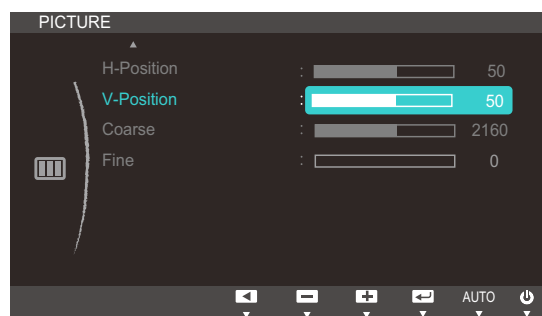 PICTURE
H-Position : 50
V-Position : 50
Coarse : 2160
Fine : 0
AUTO